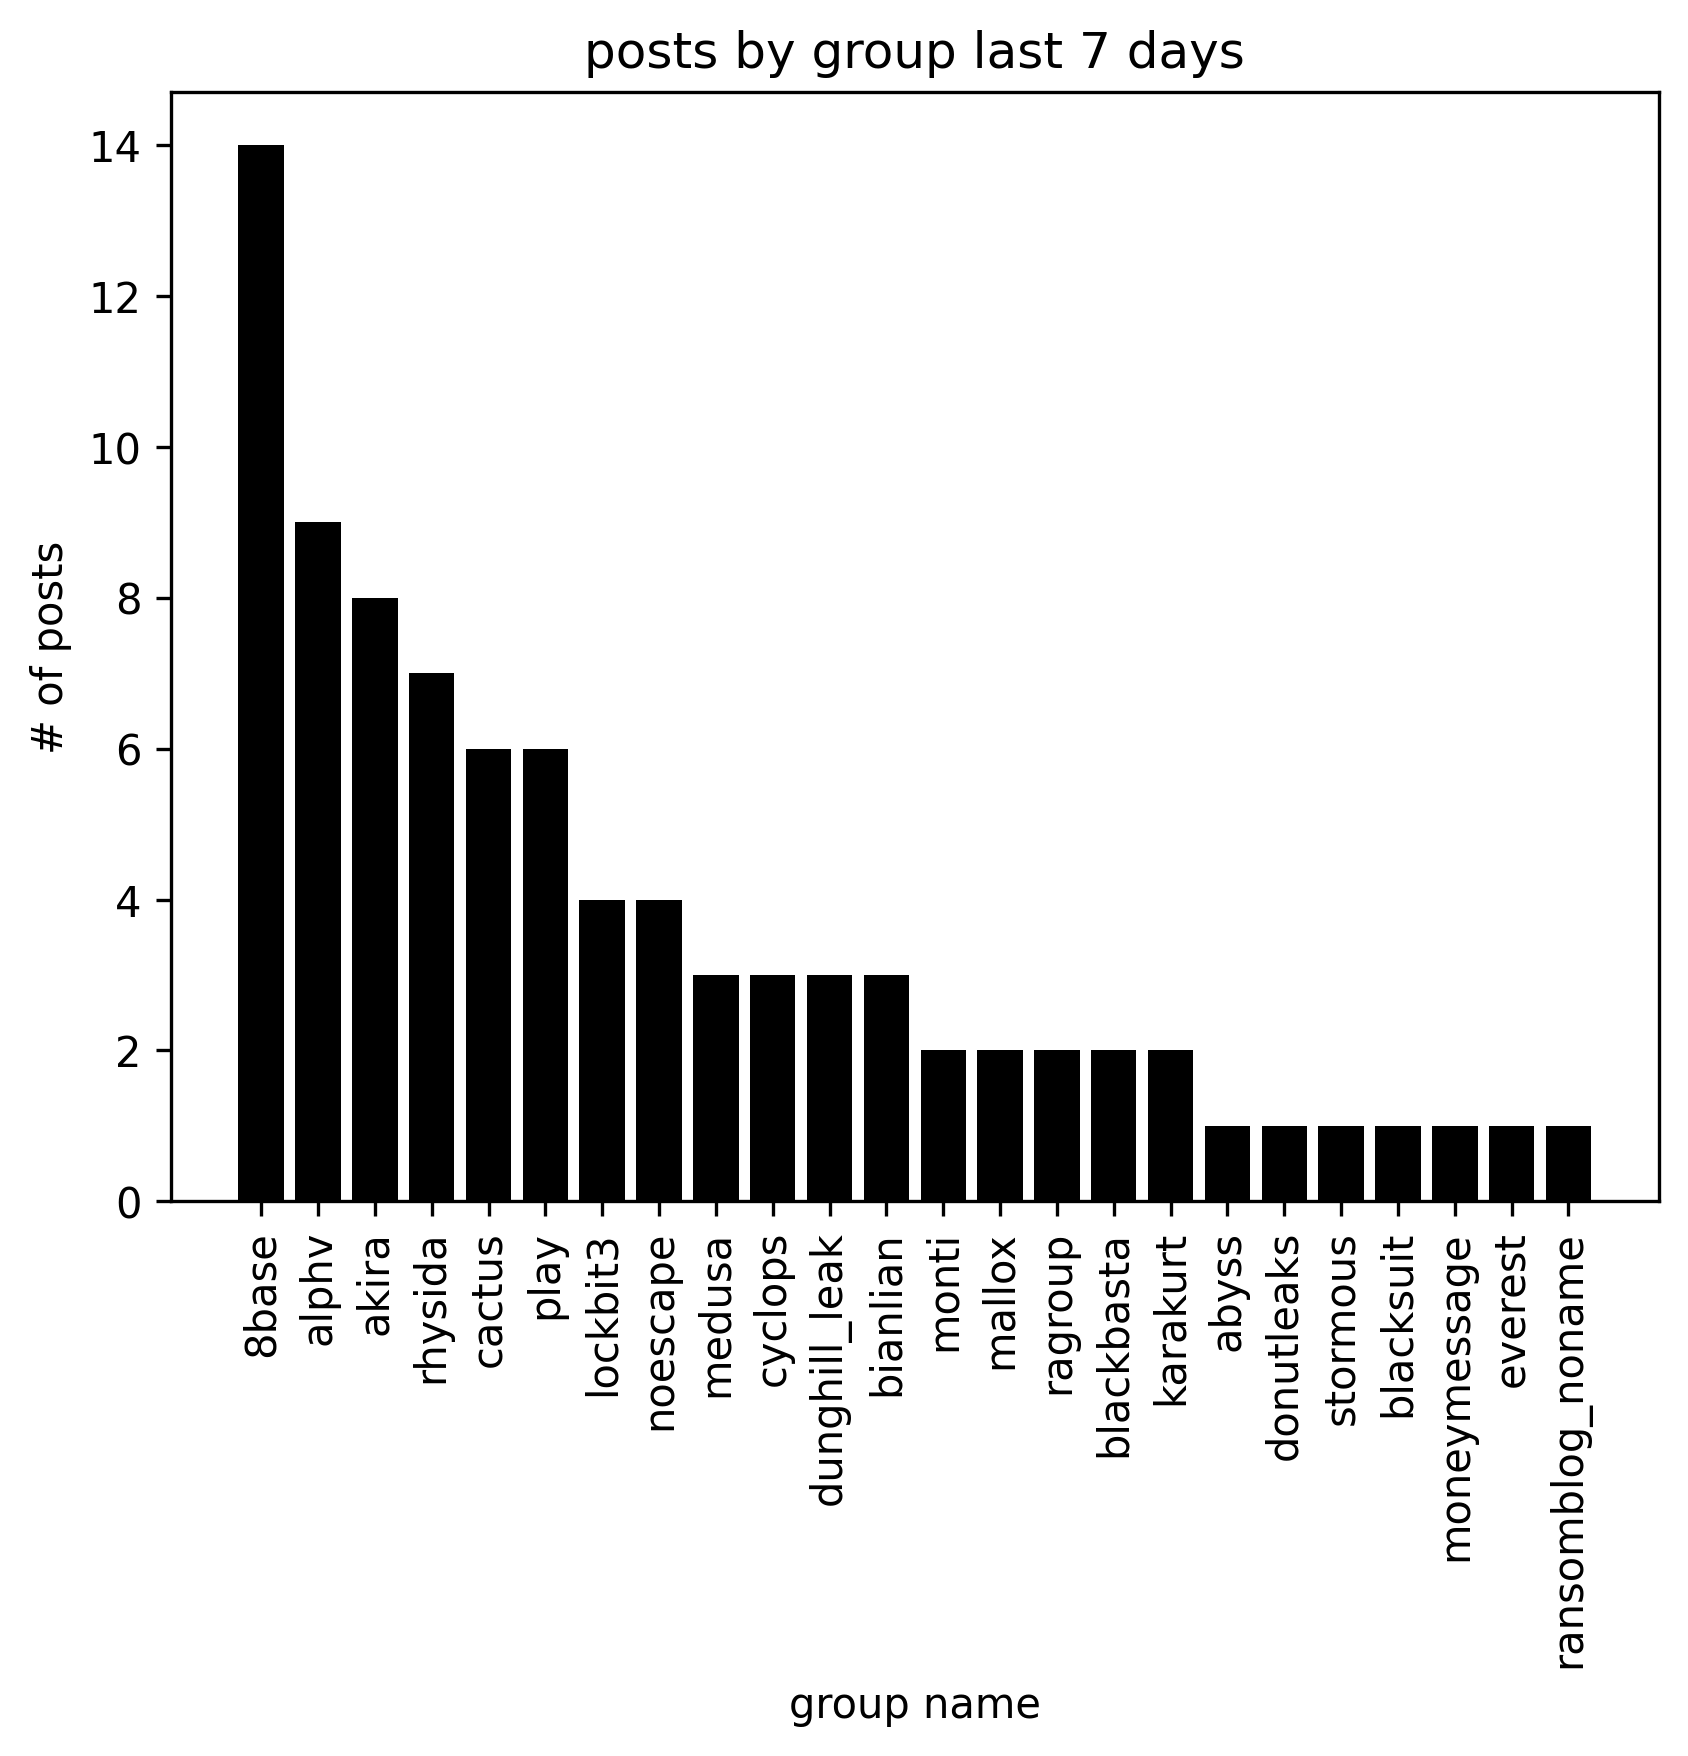 posts by group last 7 days
# of posts
14
12
10
8
6
4
2
0
8base
alphv
akira
rhysida
cactus
play
lockbit3
noescape
medusa
cyclops
dunghill_leak
bianlian
monti
mallox
ragroup
blackbasta
karakurt
abyss
donutleaks
stormous
blacksuit
moneymessage
everest
ransomblog_noname
group name